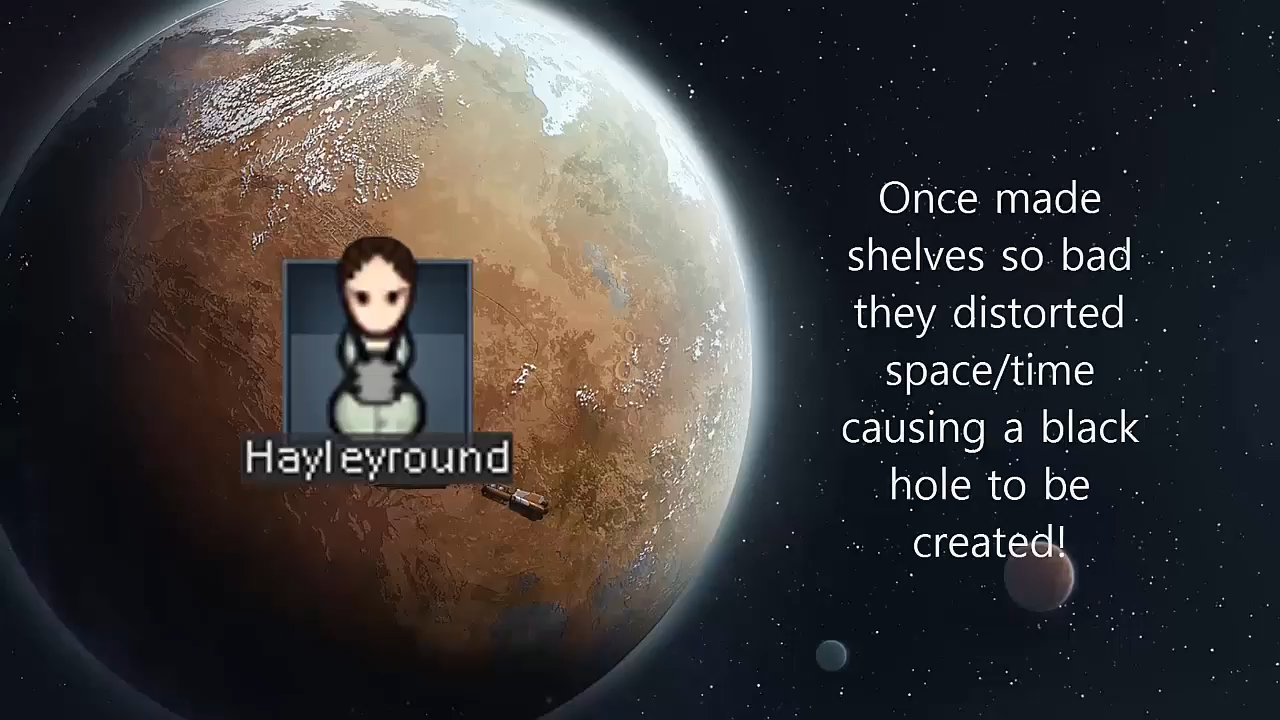 Once made
shelves so bad
they distorted
space/time
causing a black
hole to be
created!
Hayleyround